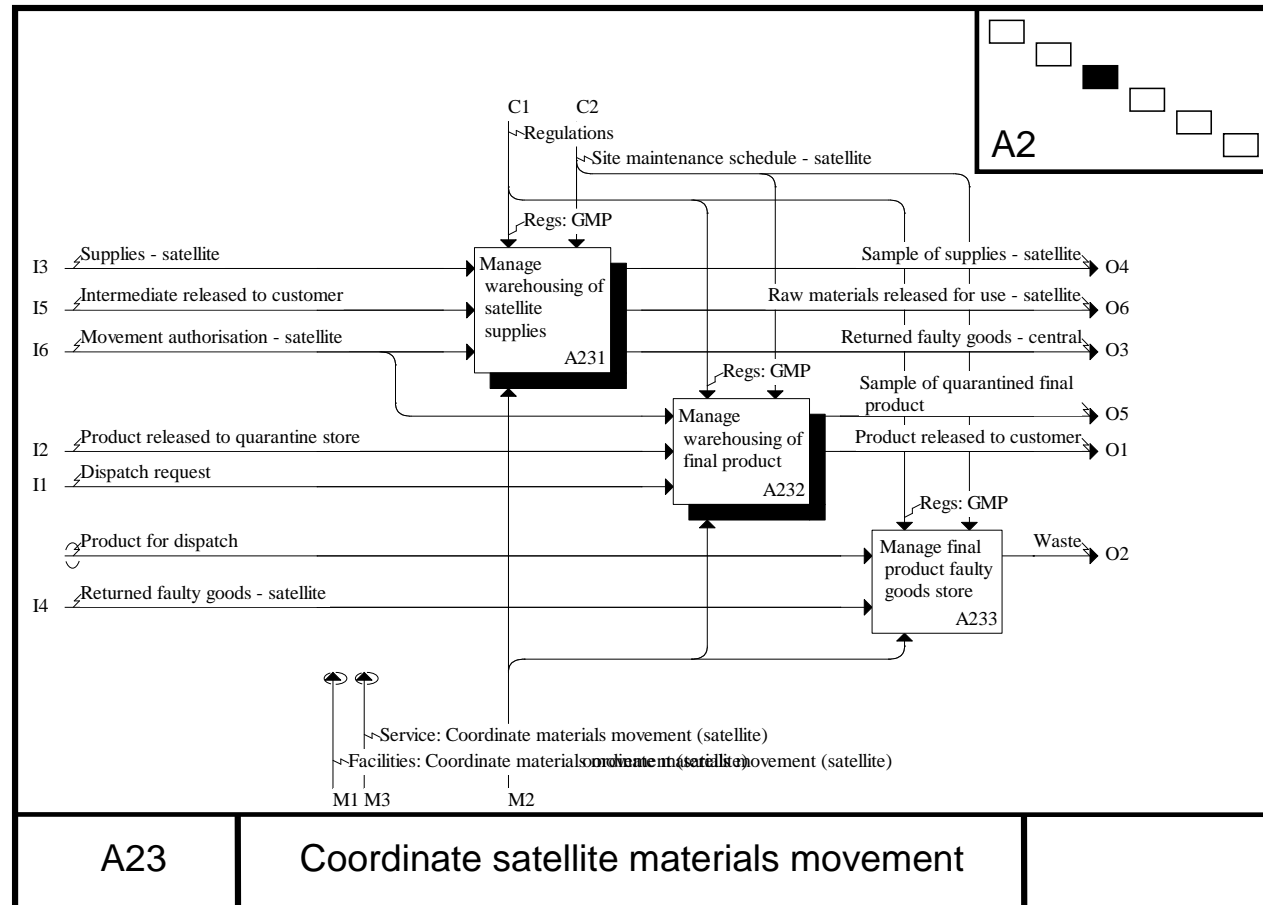 A2
C1
C2
Regulations
Site maintenance schedule - satellite
Regs: GMP
I3
Supplies - satellite
Manage
warehousing of
satellite
supplies
A231
Sample of supplies - satellite
O4
I5
Intermediate released to customer
Raw materials released for use - satellite
O6
I6
Movement authorisation - satellite
Returned faulty goods - central
O3
Regs: GMP
Sample of quarantined final
product
O5
Manage
warehousing of
final product
A232
I2
Product released to quarantine store
Product released to customer
O1
I1
Dispatch request
Regs: GMP
Product for dispatch
Manage final
product faulty
goods store
A233
Waste
O2
I4
Returned faulty goods - satellite
Service: Coordinate materials movement (satellite)
Facilities: Coordinate materials movement (satellite)
M1
M3
M2
A23
Coordinate satellite materials movement